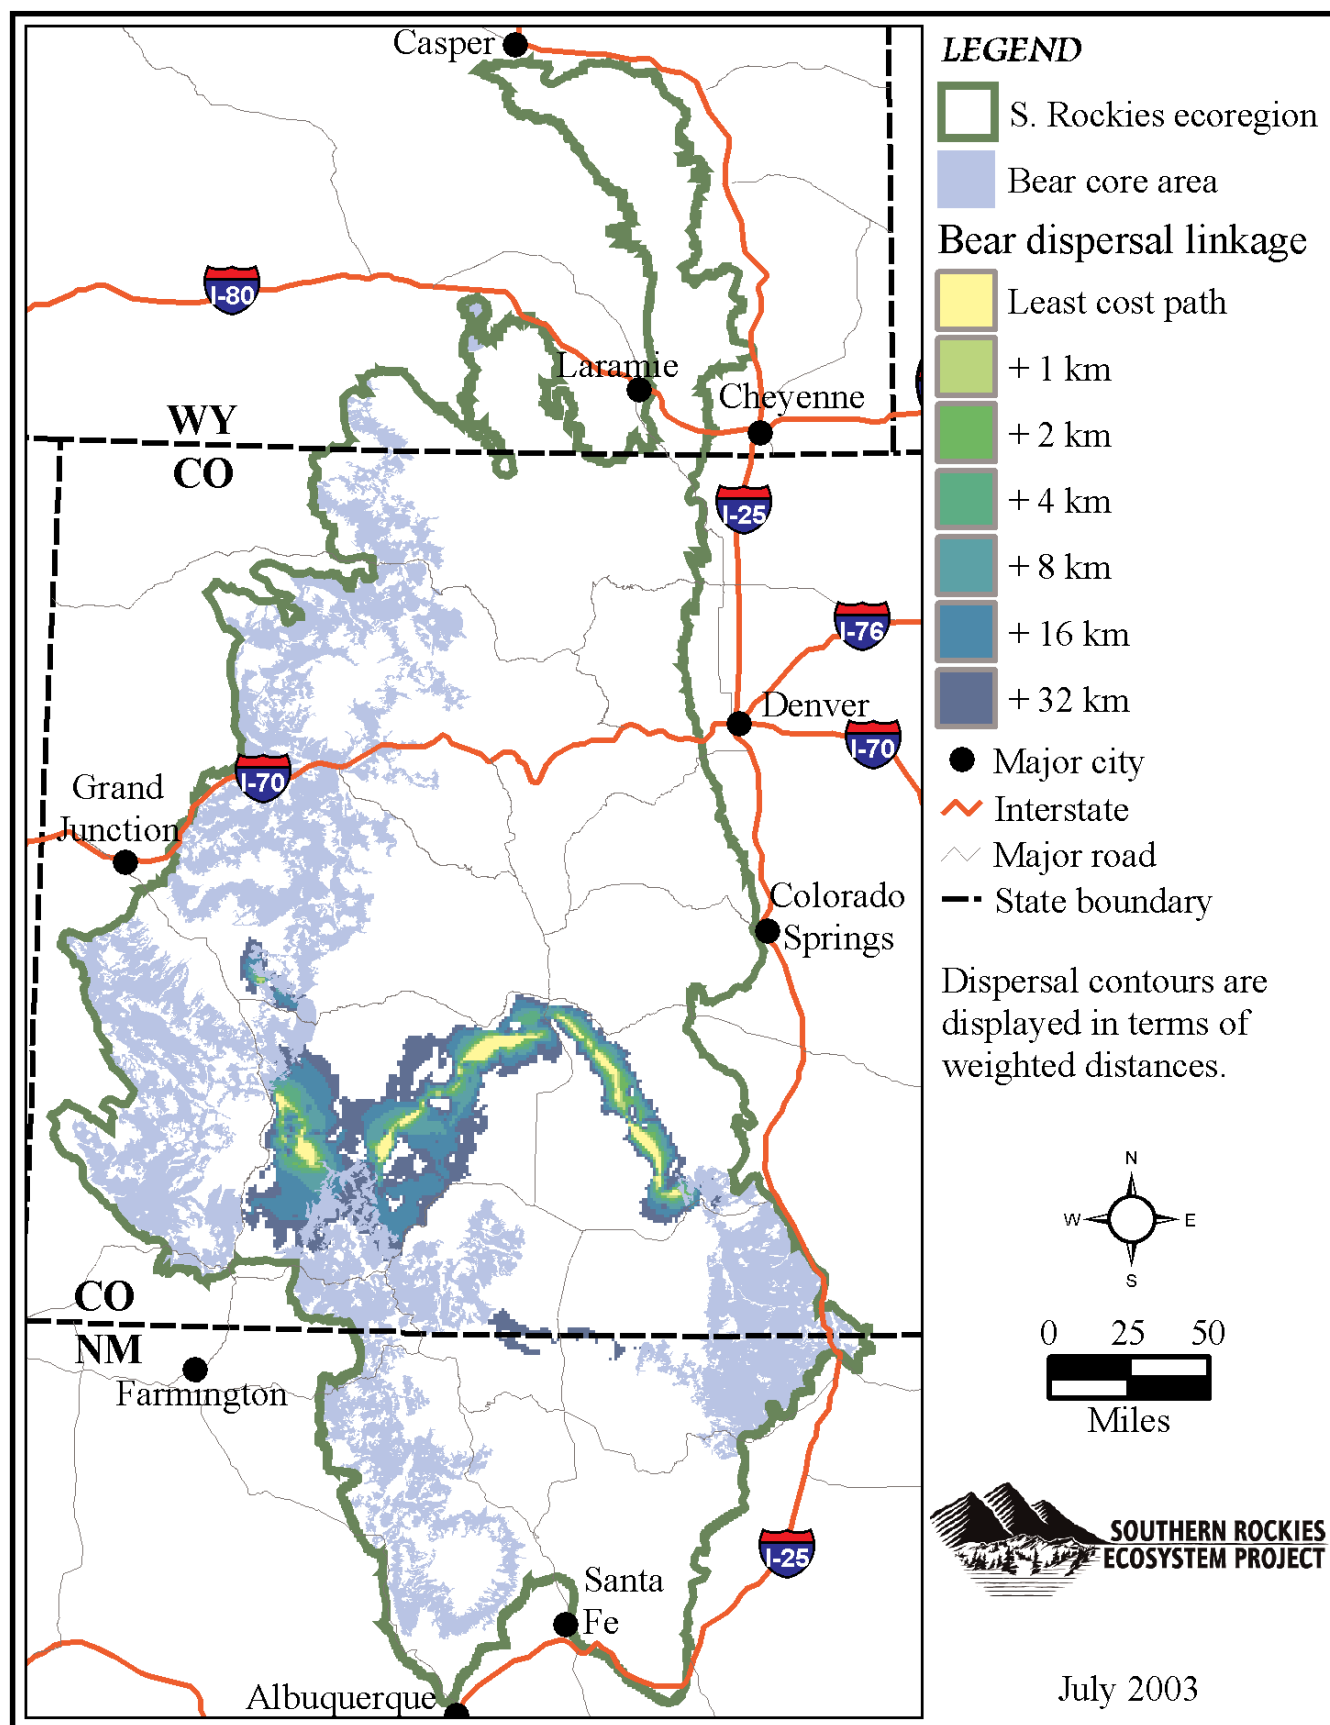 Casper
I-80
Laramie
Cheyenne
WY
CO
I-25
I-76
Denver
I-70
I-70
Grand
Junction
Colorado
Springs
CO
NM
Farmington
I-25
Santa
Fe
Albuquerque
LEGEND
S. Rockies ecoregion
Bear core area
Bear dispersal linkage
Least cost path
+ 1 km
+ 2 km
+ 4 km
+ 8 km
+ 16 km
+ 32 km
Major city
Interstate
Major road
State boundary
Dispersal contours are
displayed in terms of
weighted distances.
N
W E
S
0 25 50
Miles
SOUTHERN ROCKIES
ECOSYSTEM PROJECT
July 2003